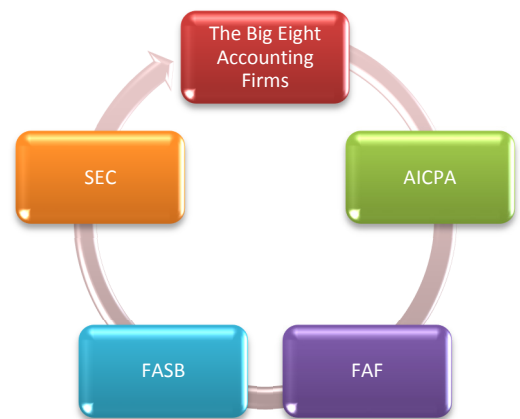 The Big Eight
Accounting
Firms
AICPA
FAF
FASB
SEC